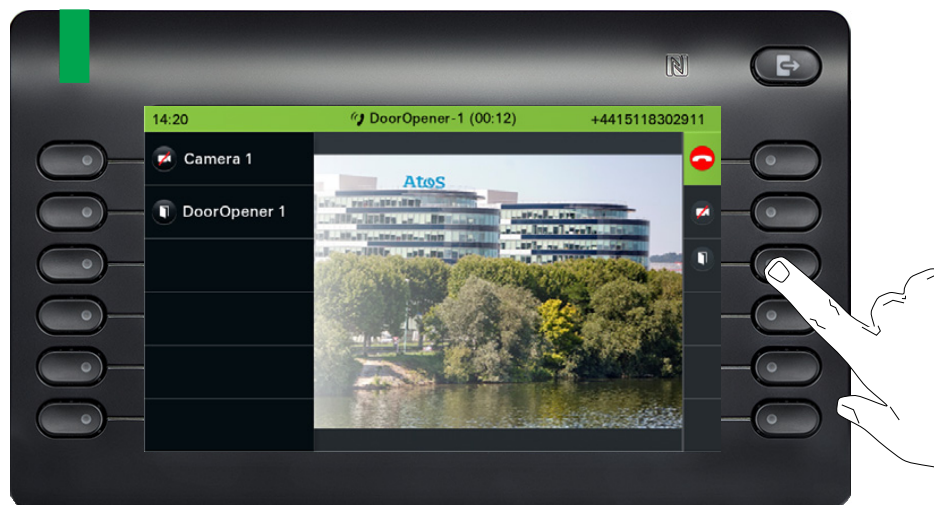 14:20
DoorOpener-1 (00:12)
+4415118302911
Camera 1
DoorOpener 1
Atos